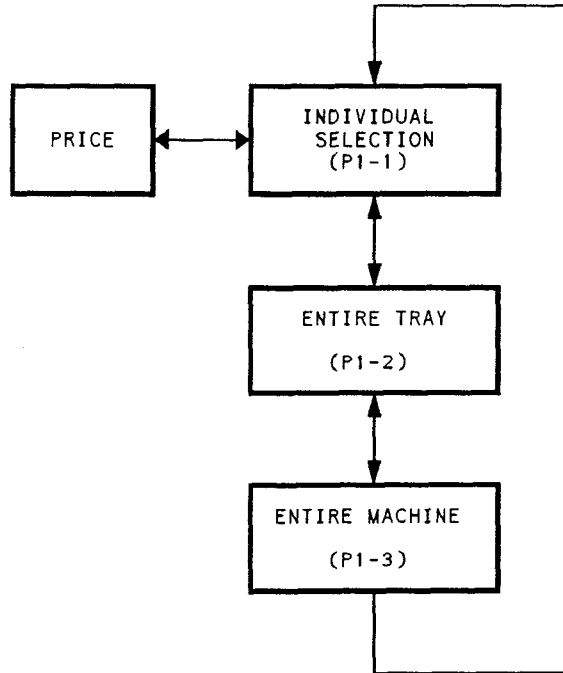 PRICE
INDIVIDUAL
SELECTION
(P1-1)
ENTIRE TRAY
(P1-2)
ENTIRE MACHINE
(P1-3)